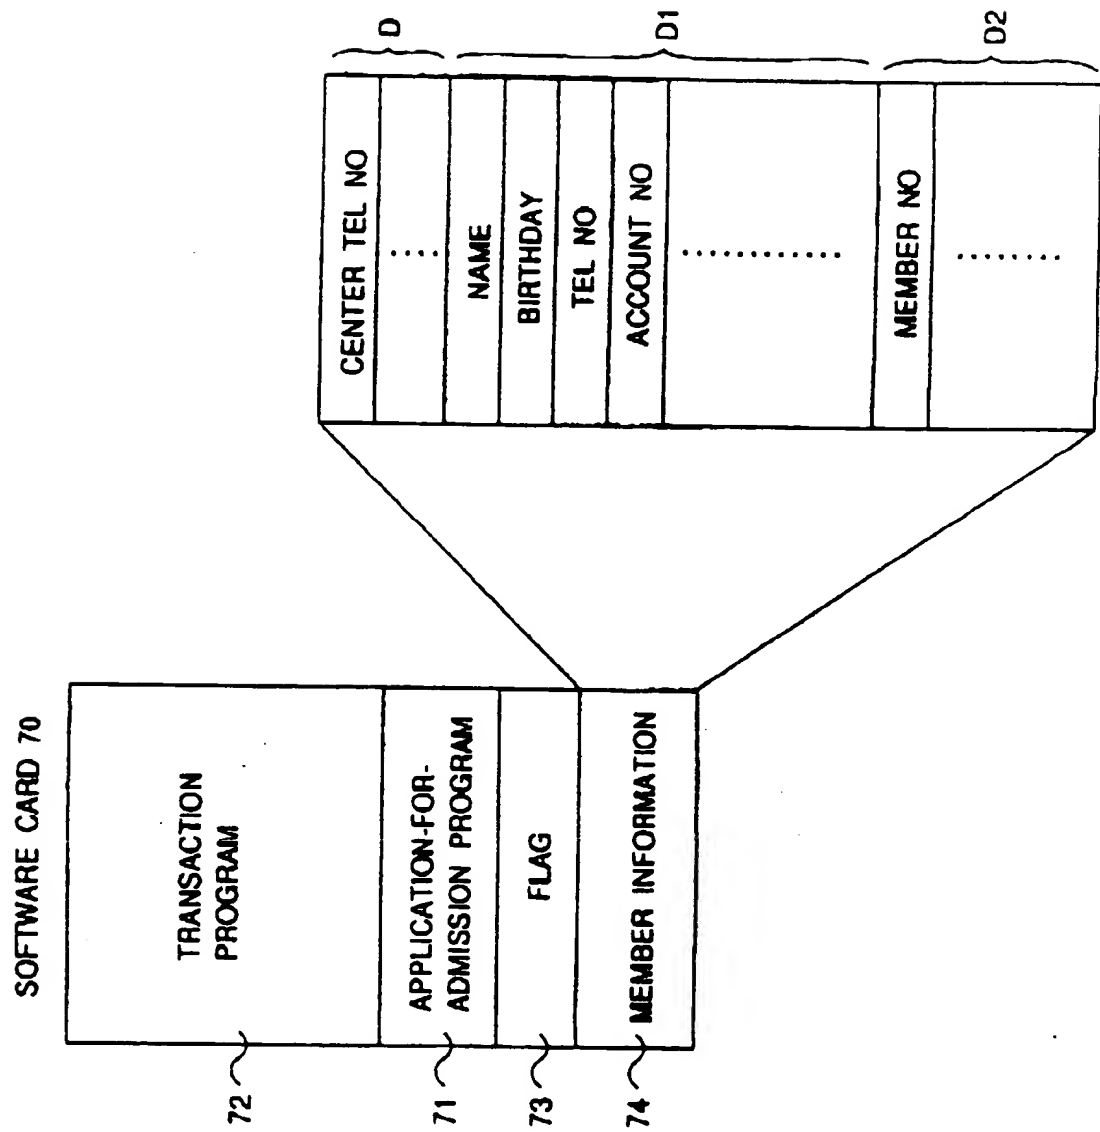 SOFTWARE CARD 70
TRANSACTION
PROGRAM
72
APPLICATION-FOR-
ADMISSION PROGRAM
71
FLAG
73
MEMBER INFORMATION
74
CENTER TEL NO
.....
D
NAME
BIRTHDAY
TEL NO
ACCOUNT NO
............
D1
MEMBER NO
........
D2